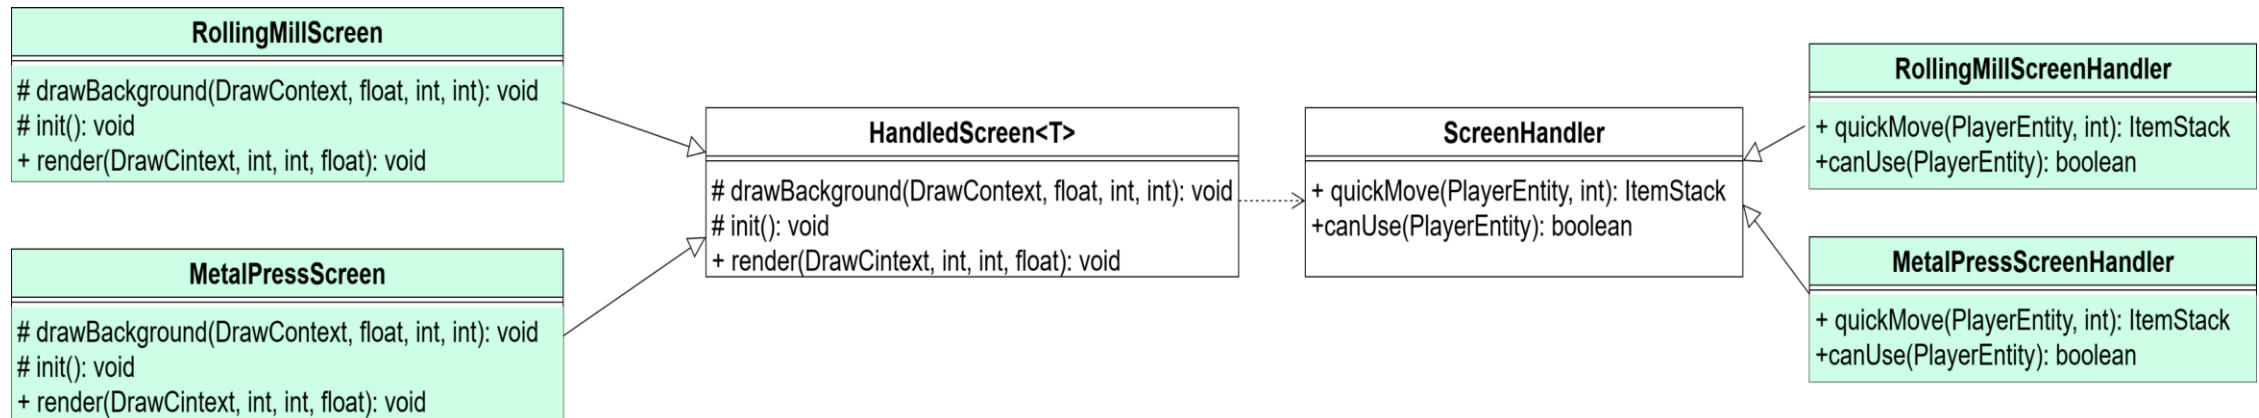 RollingMillScreen
# drawBackground(DrawContext, float, int, int): void
# init(): void
+ render(DrawCintext, int, int, float): void
MetalPressScreen
# drawBackground(DrawContext, float, int, int): void
# init(): void
+ render(DrawCintext, int, int, float): void
HandledScreen<T>
# drawBackground(DrawContext, float, int, int): void
# init(): void
+ render(DrawCintext, int, int, float): void
ScreenHandler
+ quickMove(PlayerEntity, int): ItemStack
+canUse(PlayerEntity): boolean
RollingMillScreenHandler
+ quickMove(PlayerEntity, int): ItemStack
+canUse(PlayerEntity): boolean
MetalPressScreenHandler
+ quickMove(PlayerEntity, int): ItemStack
+canUse(PlayerEntity): boolean